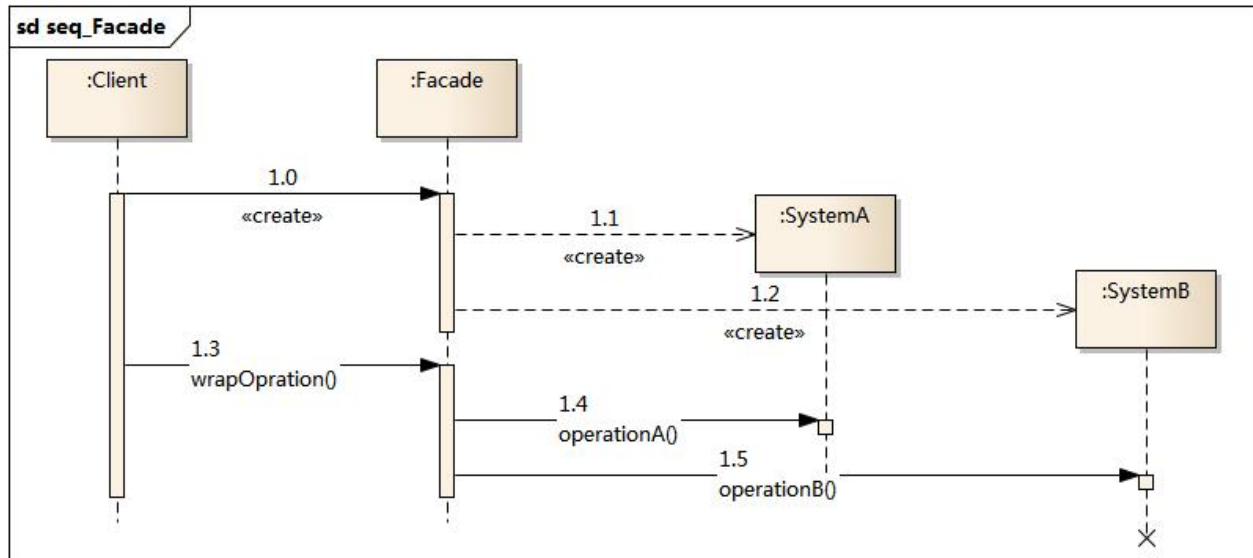 sd seq_Facade
:Client
:Facade
1.0
«create»
:SystemA
1.1
«create»
:SystemB
1.2
«create»
1.3
wrapOpration()
1.4
operationA()
1.5
operationB()